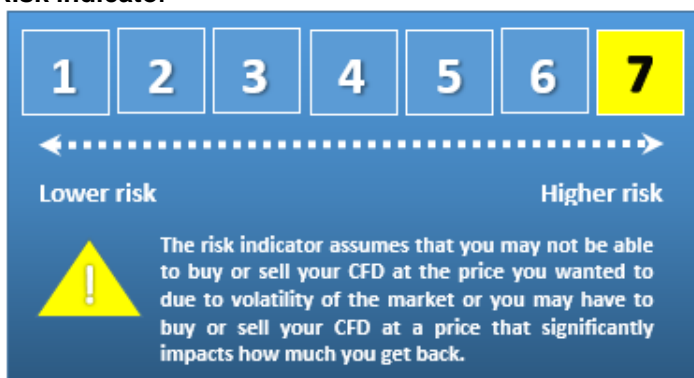 Risk Indicator
1 2 3 4 5 6 7
Lower risk Higher risk
!
The risk indicator assumes that you may not be able
to buy or sell your CFD at the price you wanted to
due to volatility of the market or you may have to
buy or sell your CFD at a price that significantly
impacts how much you get back.